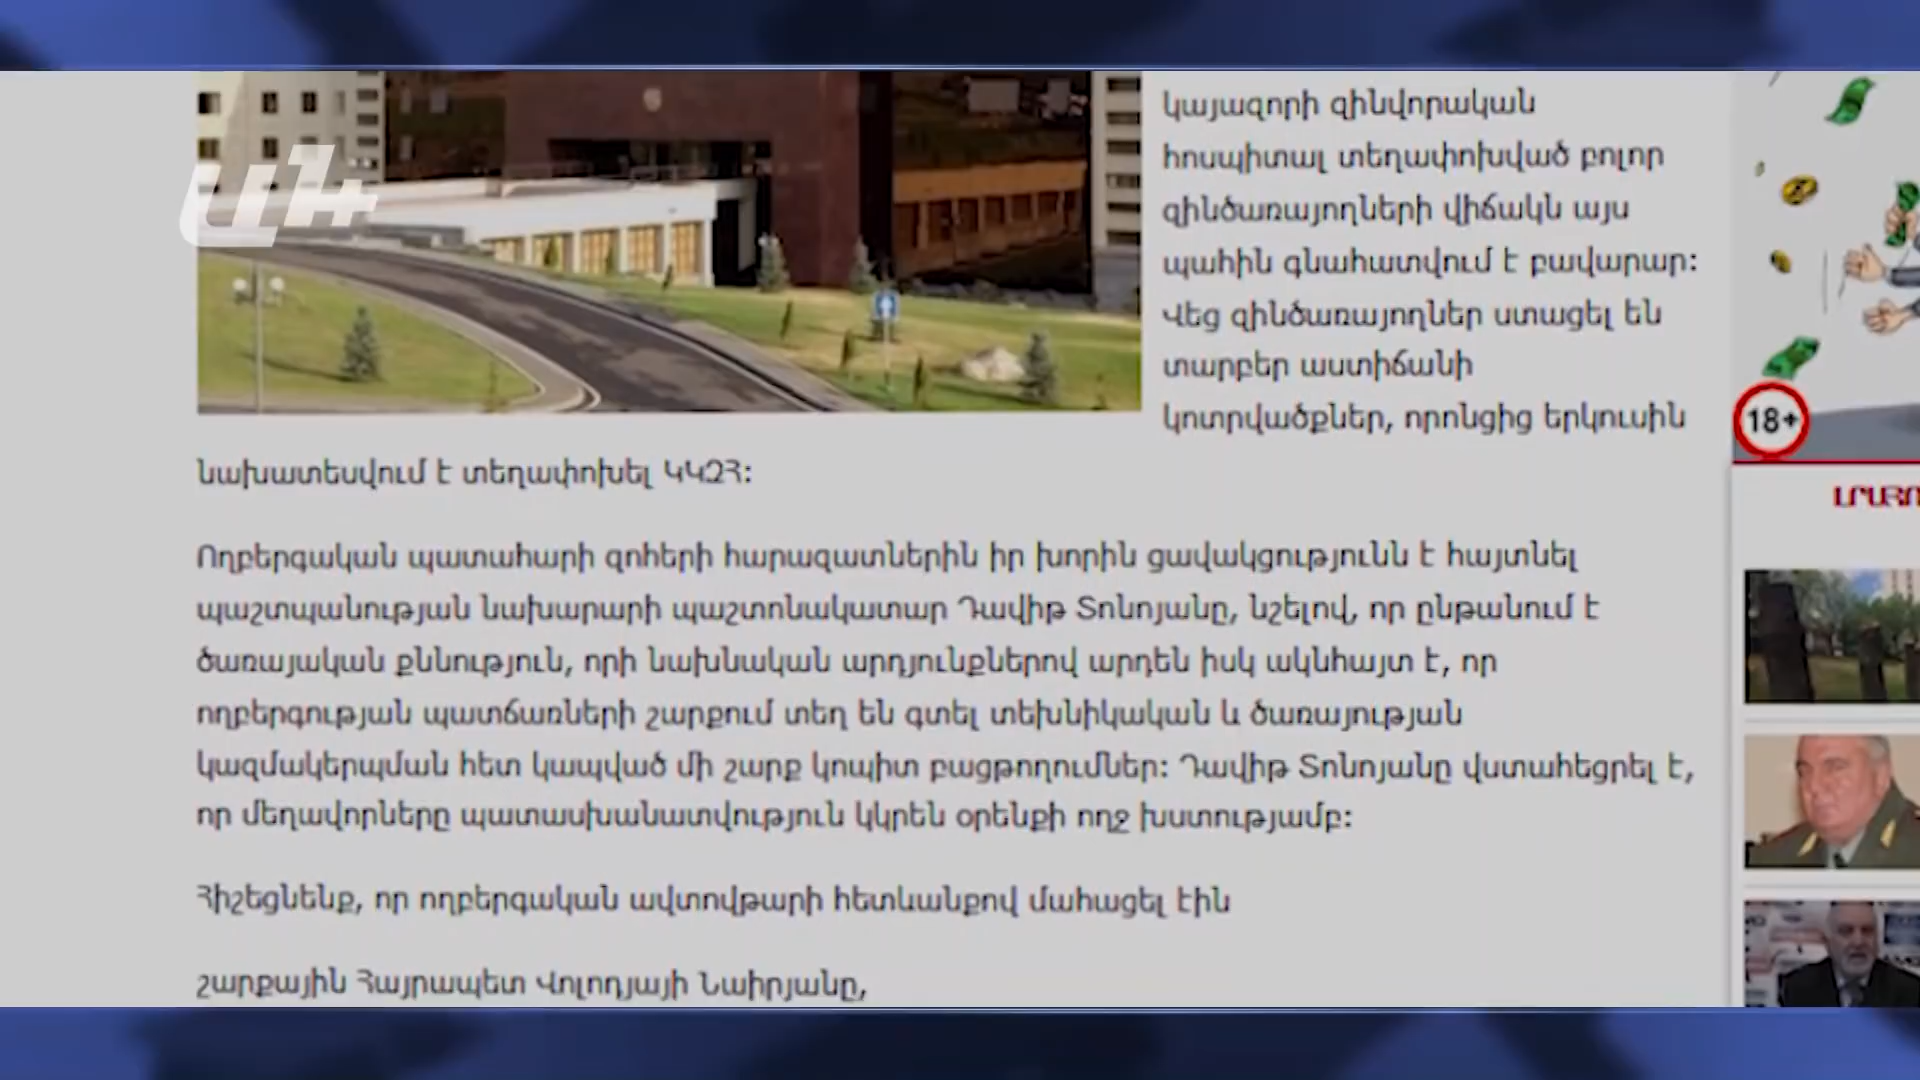 ԱՆ+
կայազորի զինվորական
հոսպիտալ տեղափոխված բոլոր
զինծառայողների վիճակն այս
պահին գնահատվում է բավարար:
Վեց զինծառայողներ ստացել են
տարբեր աստիճանի
կոտրվածքներ, որոնցից երկուսին
նախատեսվում է տեղափոխել ԿԿԶՀ:
Ողբերգական պատահարի զոհերի հարազատներին իր խորին ցավակցությունն է հայտնել
պաշտպանության նախարարի պաշտոնակատար Դավիթ Տոնոյանը, նշելով, որ ընթանում է
ծառայական քննություն, որի նախնական արդյունքներով արդեն իսկ ակնհայտ է, որ
ողբերգության պատճառների շարքում տեղ են գտել տեխնիկական և ծառայության
կազմակերպման հետ կապված մի շարք կոպիտ բացթողումներ: Դավիթ Տոնոյանը վստահեցրել է,
որ մեղավորները պատասխանատվություն կկրեն օրենքի ողջ խստությամբ:
Հիշեցնենք, որ ողբերգական ավտովթարի հետևանքով մահացել էին
շարքային Հայրապետ Վոլոդյայի Նաիրյանը,
18+
ԼՐԱՀՈ